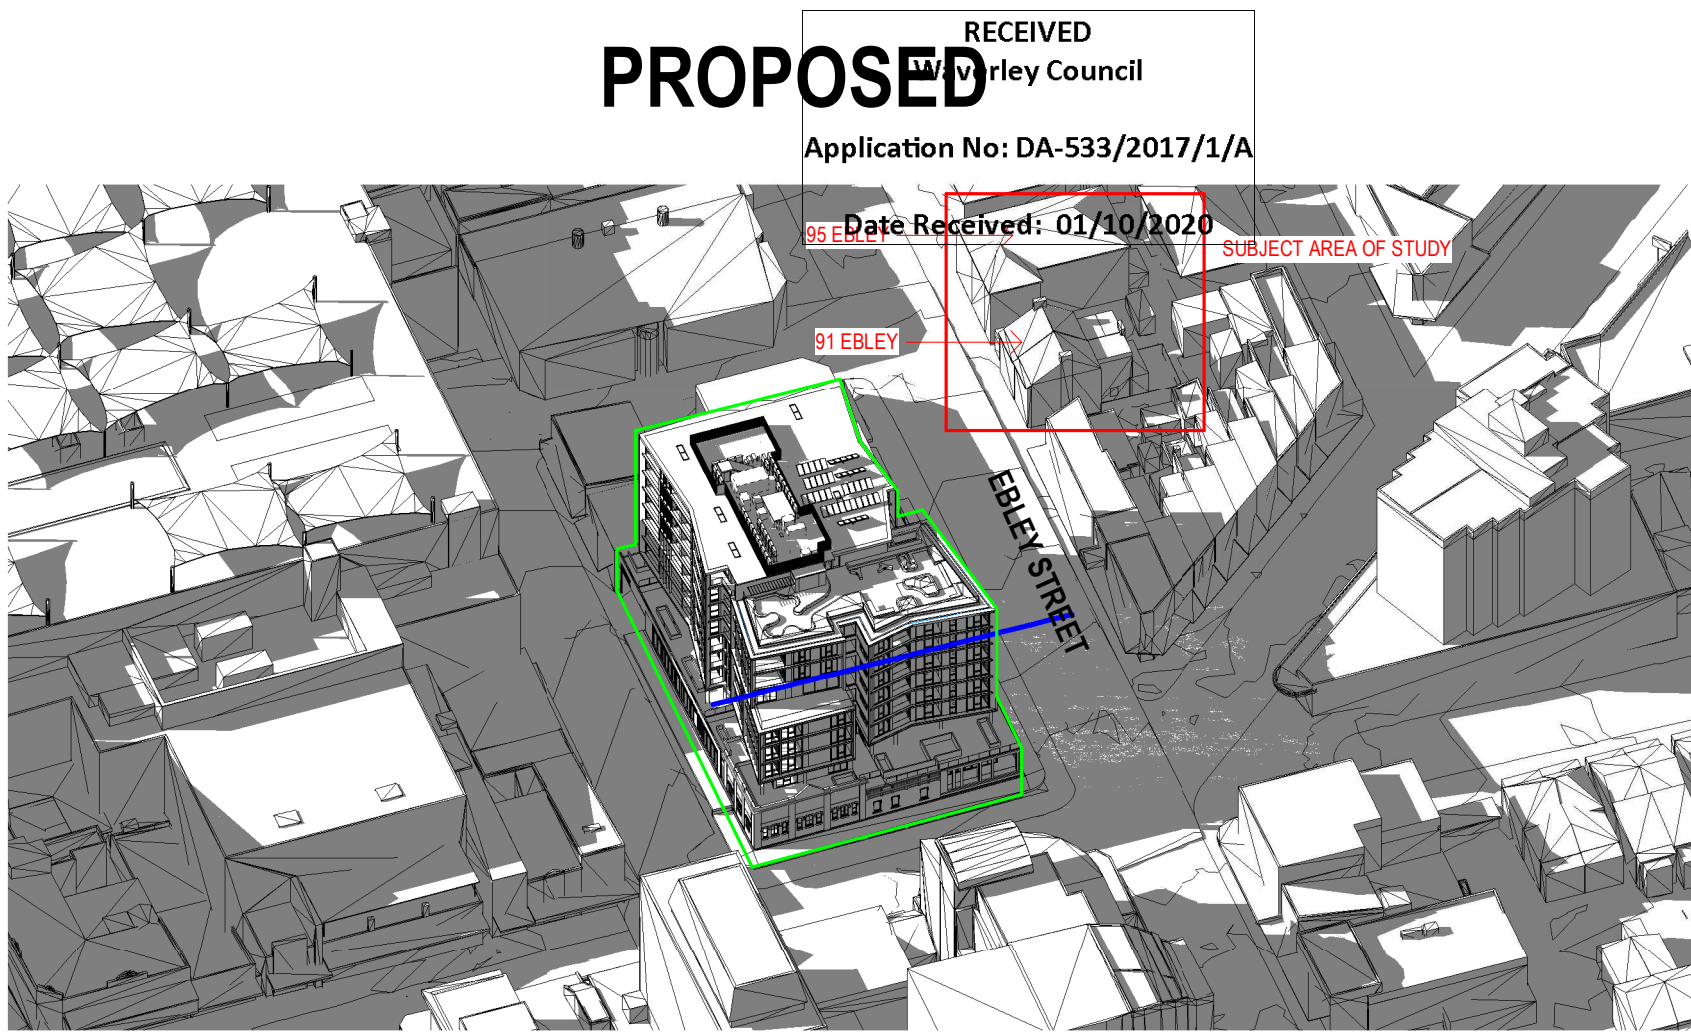 RECEIVED
PROPOSED
Waverley Council
Application No: DA-533/2017/1/A
Date Received: 01/10/2020
95 EBLEY
SUBJECT AREA OF STUDY
91 EBLEY
EBLEY STREET